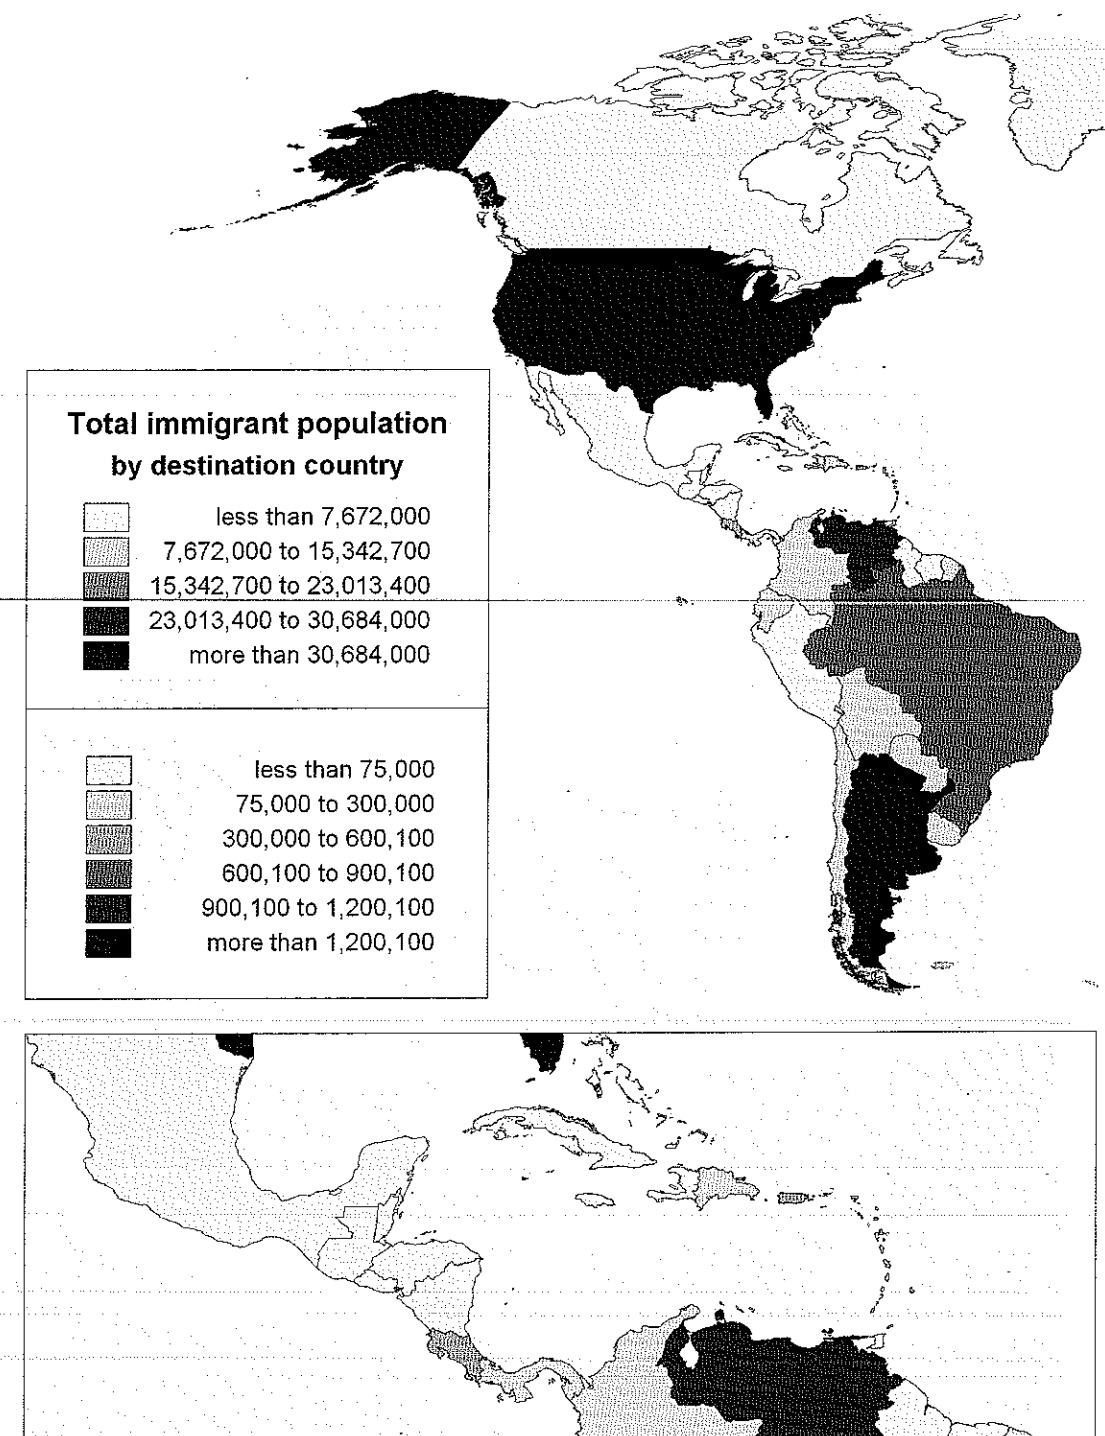 Total immigrant population
by destination country
less than 7,672,000
7,672,000 to 15,342,700
15,342,700 to 23,013,400
23,013,400 to 30,684,000
more than 30,684,000
less than 75,000
75,000 to 300,000
300,000 to 600,100
600,100 to 900,100
900,100 to 1,200,100
more than 1,200,100